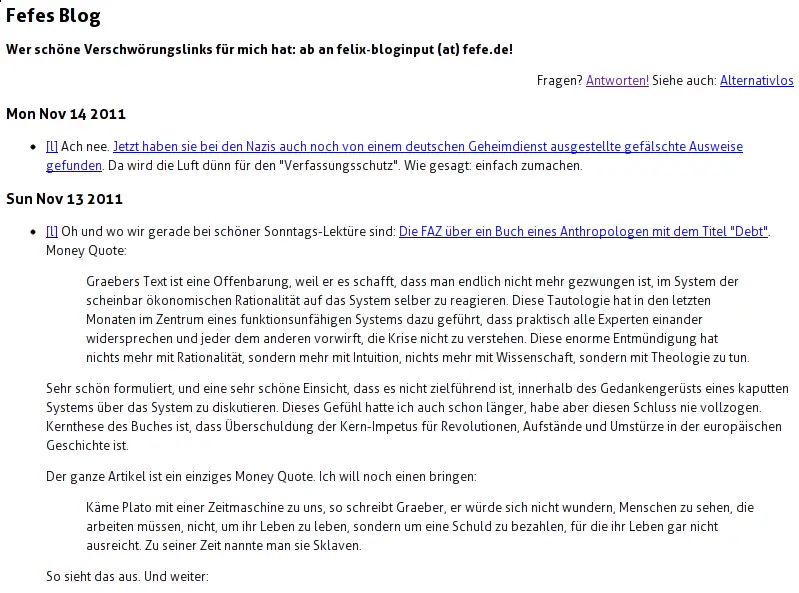 Fefes Blog
Wer schöne Verschwörungslinks für mich hat: ab an felix-bloginput (at) fefe.de!
Fragen? Antworten! Siehe auch: Alternativlos
Mon Nov 14 2011
• [l] Ach nee. Jetzt haben sie bei den Nazis auch noch von einem deutschen Geheimdienst ausgestellte gefälschte Ausweise
gefunden. Da wird die Luft dünn für den "Verfassungsschutz". Wie gesagt: einfach zumachen.
Sun Nov 13 2011
• [l] Oh und wo wir gerade bei schöner Sonntags-Lektüre sind: Die FAZ über ein Buch eines Anthropologen mit dem Titel "Debt".
Money Quote:
Graebers Text ist eine Offenbarung, weil er es schafft, dass man endlich nicht mehr gezwungen ist, im System der
scheinbar ökonomischen Rationalität auf das System selber zu reagieren. Diese Tautologie hat in den letzten
Monaten im Zentrum eines funktionsunfähigen Systems dazu geführt, dass praktisch alle Experten einander
widersprechen und jeder dem anderen vorwirft, die Krise nicht zu verstehen. Diese enorme Entmündigung hat
nichts mehr mit Rationalität, sondern mehr mit Intuition, nichts mehr mit Wissenschaft, sondern mit Theologie zu tun.
Sehr schön formuliert, und eine sehr schöne Einsicht, dass es nicht zielführend ist, innerhalb des Gedankengerüsts eines kaputten
Systems über das System zu diskutieren. Dieses Gefühl hatte ich auch schon länger, habe aber diesen Schluss nie vollzogen.
Kernthese des Buches ist, dass Überschuldung der Kern-Impetus für Revolutionen, Aufstände und Umstürze in der europäischen
Geschichte ist.
Der ganze Artikel ist ein einziges Money Quote. Ich will noch einen bringen:
Käme Plato mit einer Zeitmaschine zu uns, so schreibt Graeber, er würde sich nicht wundern, Menschen zu sehen, die
arbeiten müssen, nicht, um ihr Leben zu leben, sondern um eine Schuld zu bezahlen, für die ihr Leben gar nicht
ausreicht. Zu seiner Zeit nannte man sie Sklaven.
So sieht das aus. Und weiter: